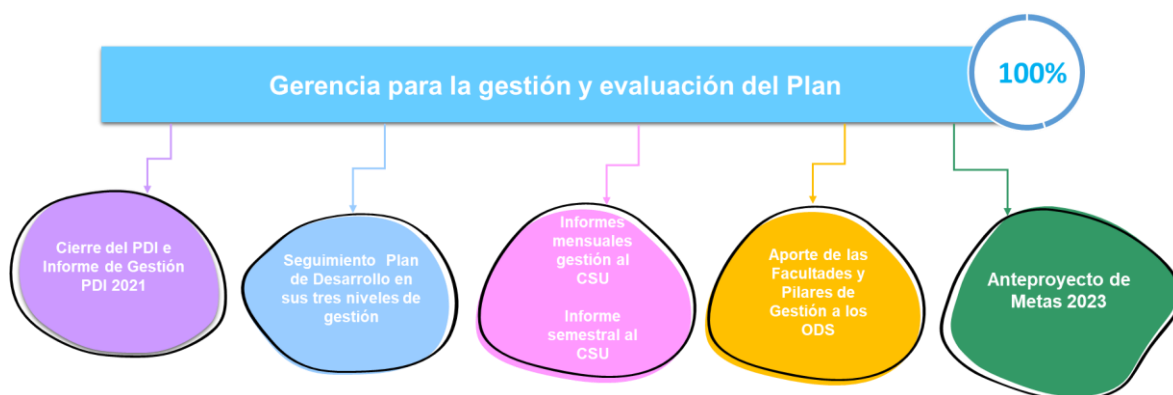 Gerencia para la gestión y evaluación del Plan
100%
Cierre del PDI e
Informe de Gestión
PDI 2021
Seguimiento Plan
de Desarrollo en
sus tres niveles de
gestión
Informes
mensuales
gestión al
CSU
Informe
semestral al
CSU
Aporte de las
Facultades y
Pilares de
Gestión a los
ODS
Anteproyecto de
Metas 2023